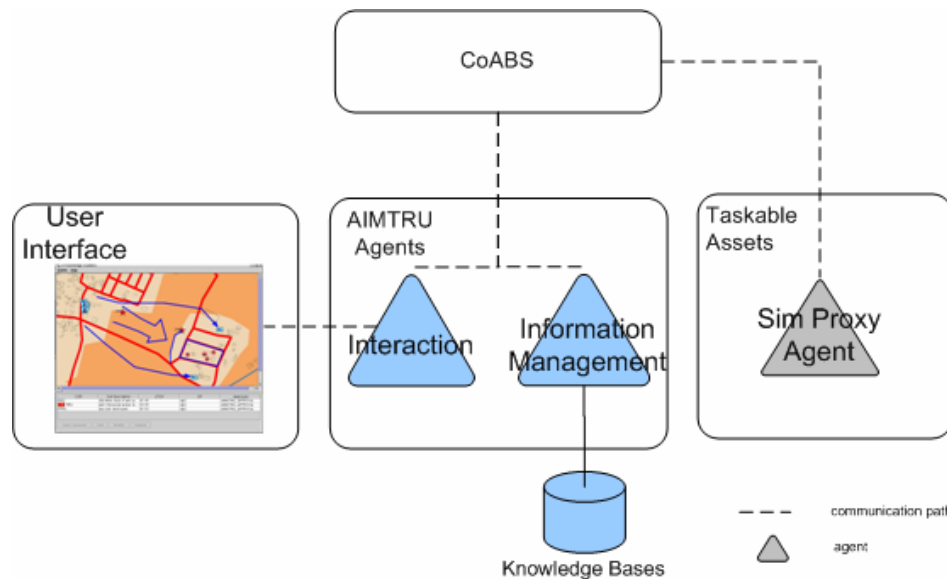 CoABS
User
Interface
AIMTRU
Agents
Taskable
Assets
Interaction
Information
Management
Sim Proxy
Agent
Knowledge Bases
communication path
agent